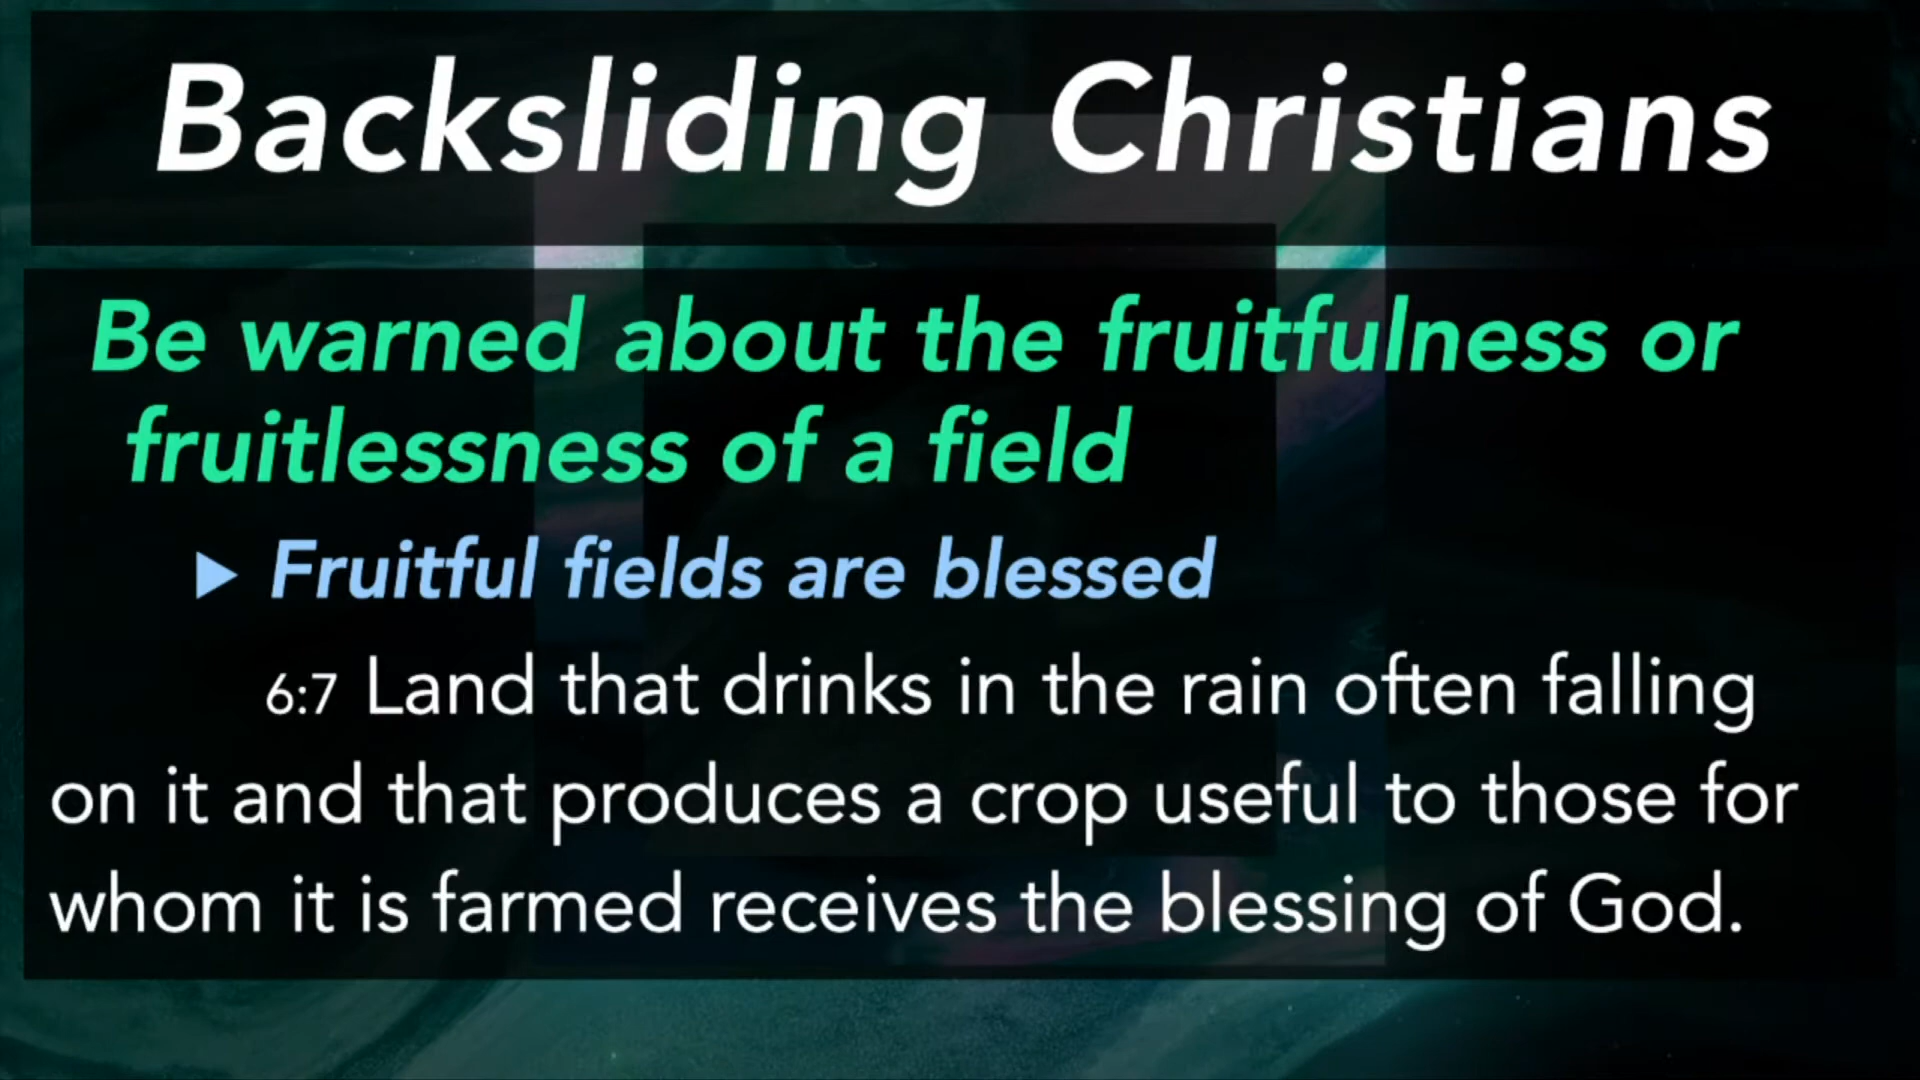 Backsliding Christians
Be warned about the fruitfulness or
fruitlessness of a field
▶ Fruitful fields are blessed
6:7 Land that drinks in the rain often falling
on it and that produces a crop useful to those for
whom it is farmed receives the blessing of God.